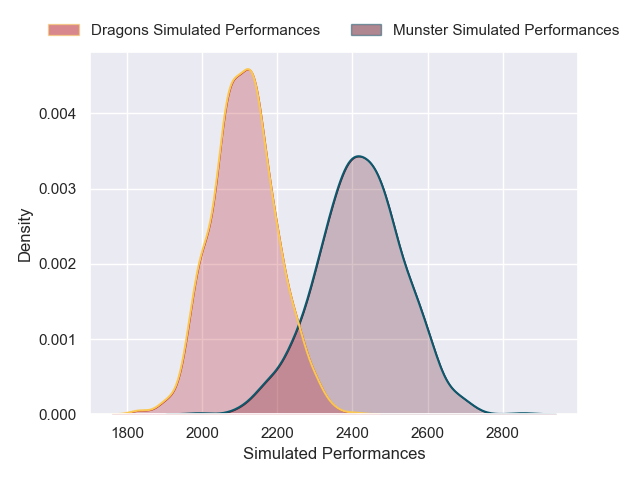 Dragons Simulated Performances
Munster Simulated Performances
0.004
0.003
0.002
0.001
0.000
Density
1800
2000
2200
2400
2600
2800
Simulated Performances